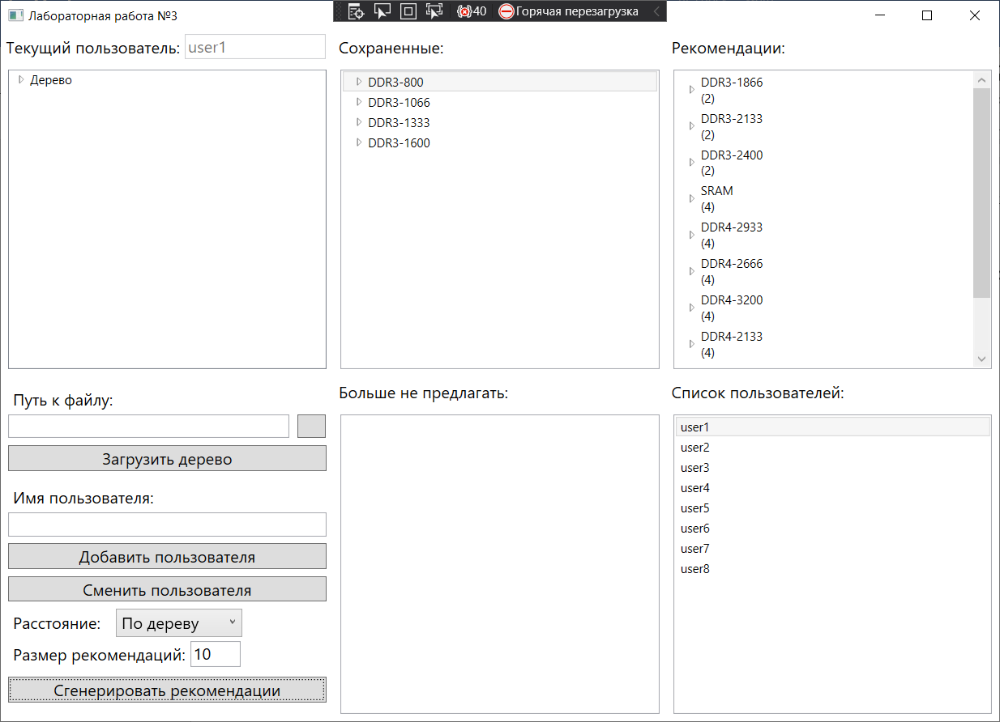 Лабораторная работа №3
40
Горячая перезагрузка
Текущий пользователь:
user1
Дерево
Сохраненные:
DDR3-800
DDR3-1066
DDR3-1333
DDR3-1600
Рекомендации:
DDR3-1866
(2)
DDR3-2133
(2)
DDR3-2400
(2)
SRAM
(4)
DDR4-2933
(4)
DDR4-2666
(4)
DDR4-3200
(4)
DDR4-2133
(4)
Путь к файлу:
Загрузить дерево
Имя пользователя:
Добавить пользователя
Сменить пользователя
Расстояние:
По дереву
Размер рекомендаций:
10
Сгенерировать рекомендации
Больше не предлагать:
Список пользователей:
user1
user2
user3
user4
user5
user6
user7
user8